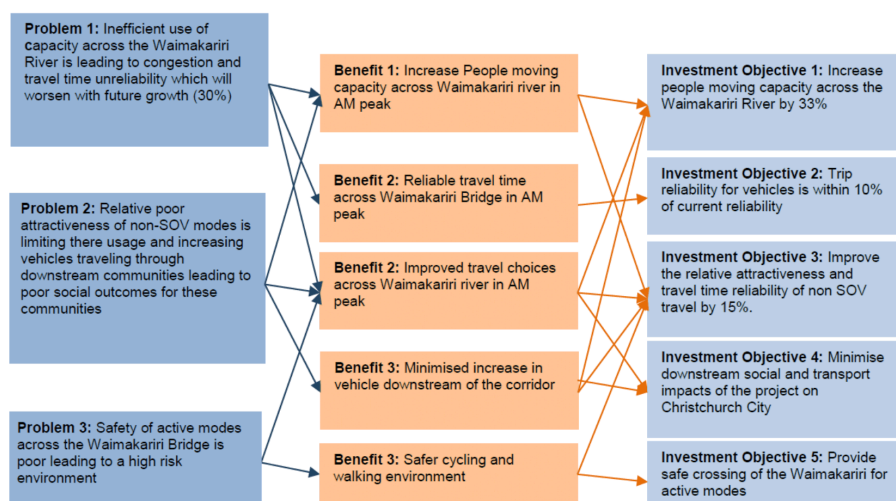 Problem 1: Inefficient use of
capacity across the Waimakariri
River is leading to congestion and
travel time unreliability which will
worsen with future growth (30%)
Problem 2: Relative poor
attractiveness of non-SOV modes is
limiting there usage and increasing
vehicles traveling through
downstream communities leading to
poor social outcomes for these
communities
Problem 3: Safety of active modes
across the Waimakariri Bridge is
poor leading to a high risk
environment
Benefit 1: Increase People moving
capacity across Waimakariri river in
AM peak
Benefit 2: Reliable travel time
across Waimakariri Bridge in AM
peak
Benefit 2: Improved travel choices
across Waimakariri river in AM
peak
Benefit 3: Minimised increase in
vehicle downstream of the corridor
Benefit 3: Safer cycling and
walking environment
Investment Objective 1: Increase
people moving capacity across the
Waimakariri River by 33%
Investment Objective 2: Trip
reliability for vehicles is within 10%
of current reliability
Investment Objective 3: Improve
the relative attractiveness and
travel time reliability of non SOV
travel by 15%.
Investment Objective 4: Minimise
downstream social and transport
impacts of the project on
Christchurch City
Investment Objective 5: Provide
safe crossing of the Waimakariri for
active modes